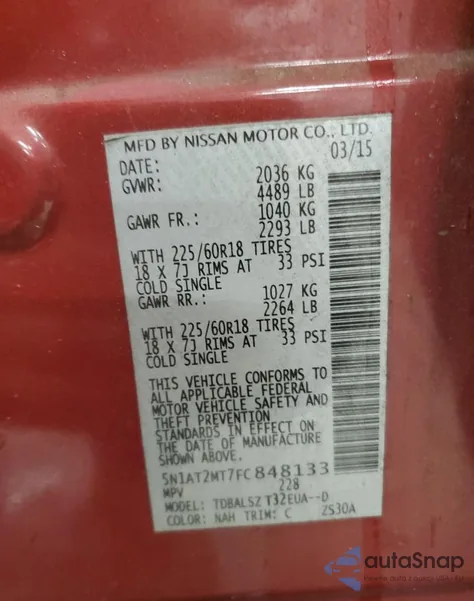 MFD BY NISSAN MOTOR CO., LTD.
DATE: 03/15
GVWR: 2036 KG
4489 LB
GAWR FR.: 1040 KG
2293 LB
WITH 225/60R18 TIRES
18 X 7J RIMS AT 33 PSI
COLD SINGLE
GAWR RR.: 1027 KG
2264 LB
WITH 225/60R18 TIRES
18 X 7J RIMS AT 33 PSI
COLD SINGLE
THIS VEHICLE CONFORMS TO
ALL APPLICABLE FEDERAL
MOTOR VEHICLE SAFETY AND
THEFT PREVENTION
STANDARDS IN EFFECT ON
THE DATE OF MANUFACTURE
SHOWN ABOVE.
5N1AT2MT7FC848133
MPV 228
MODEL: TDBALSZ T32EUA--D
COLOR: NAH TRIM: C ZS30A
autoSnap